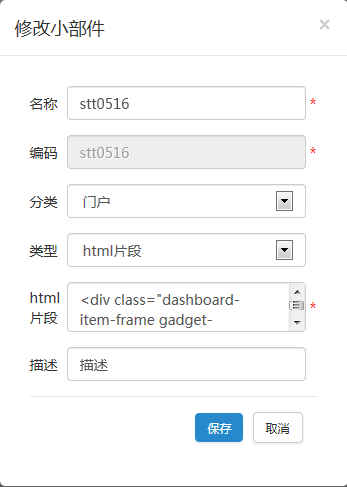 修改小部件 ×
名称 stt0516 *
编码 stt0516 *
分类 门户
类型 html片段
html
片段
<div class="dashboard-
item-frame gadget- *
描述 描述
保存 取消